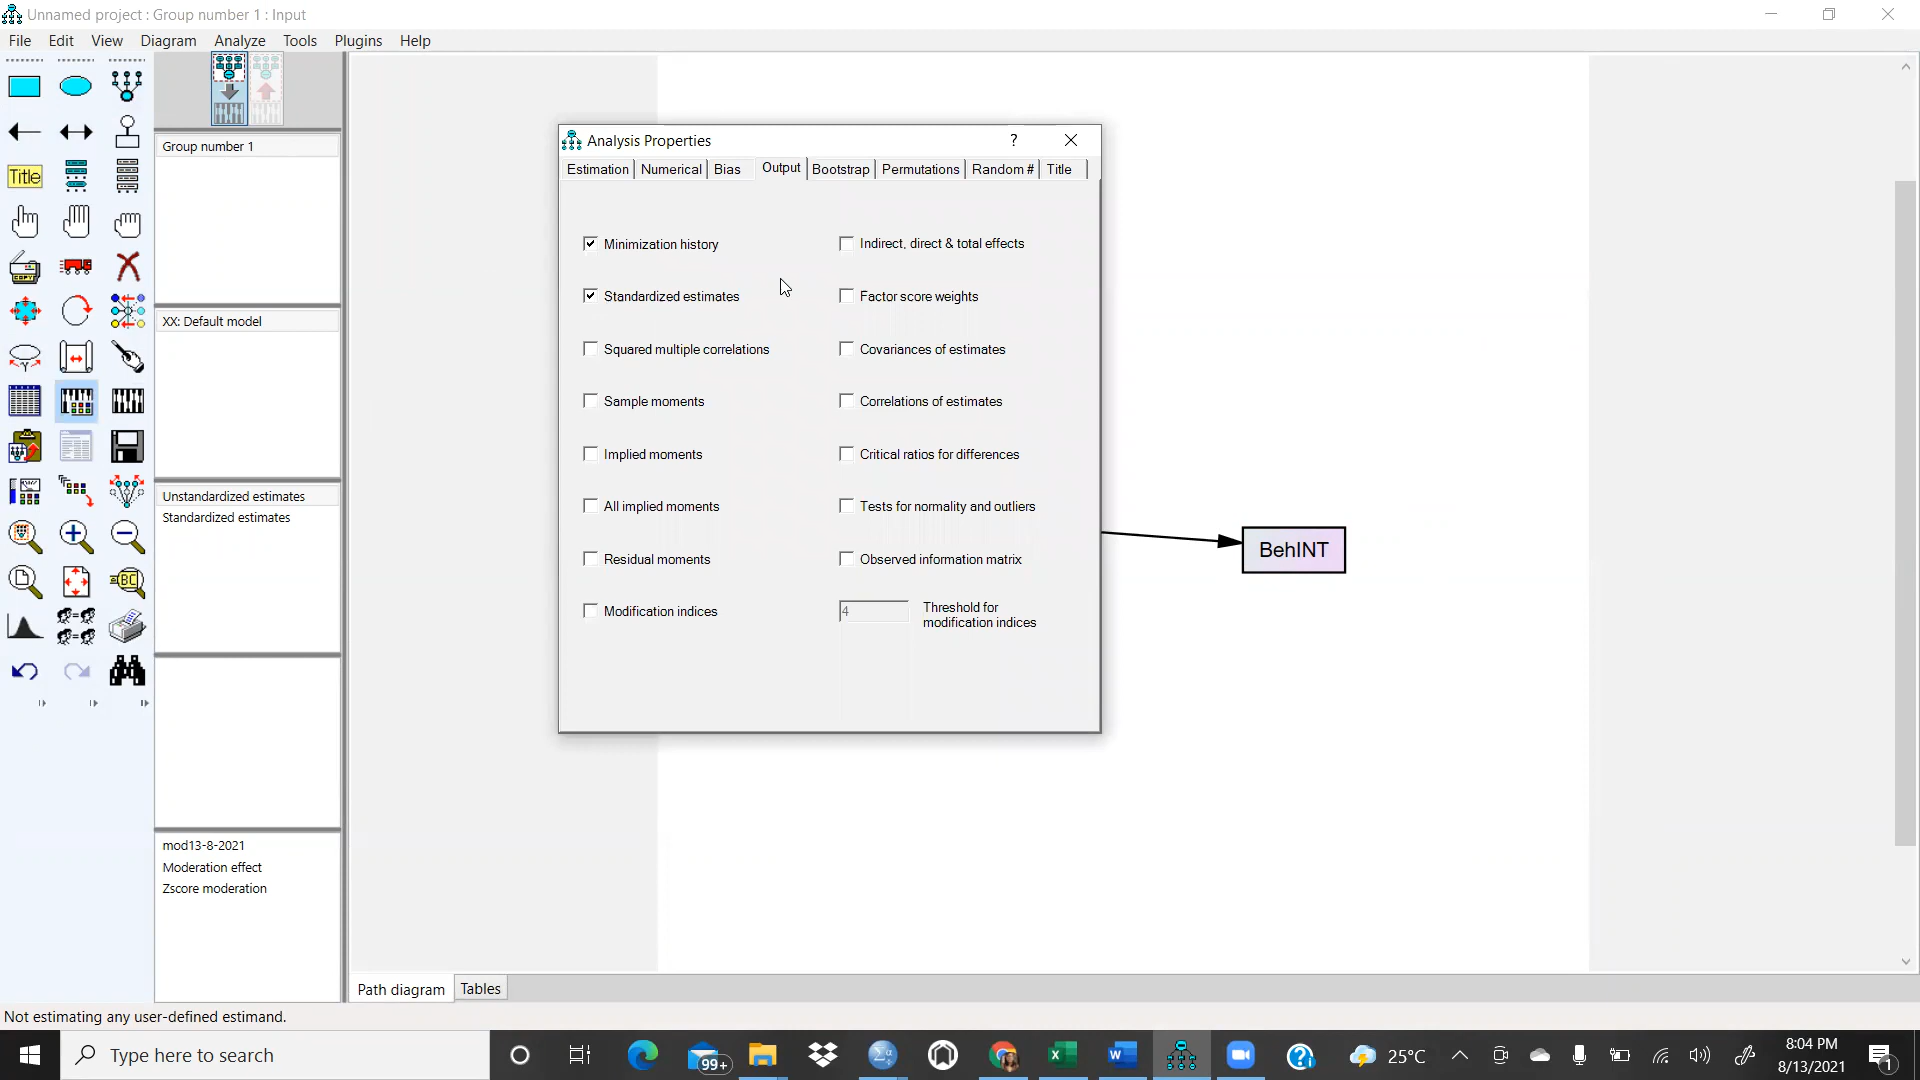 Unnamed project : Group number 1 : Input
File Edit View Diagram Analyze Tools Plugins Help
Title
Group number 1
XX: Default model
Unstandardized estimates
Standardized estimates
mod13-8-2021
Moderation effect
Zscore moderation
Analysis Properties
?
Estimation Numerical Bias Output Bootstrap Permutations Random # Title
Minimization history Indirect, direct & total effects
Standardized estimates Factor score weights
Squared multiple correlations Covariances of estimates
Sample moments Correlations of estimates
Implied moments Critical ratios for differences
All implied moments Tests for normality and outliers
Residual moments Observed information matrix
Modification indices 4 Threshold for
modification indices
BehINT
Path diagram Tables
Not estimating any user-defined estimand.
Type here to search
99+
25°C
8:04 PM
8/13/2021
1